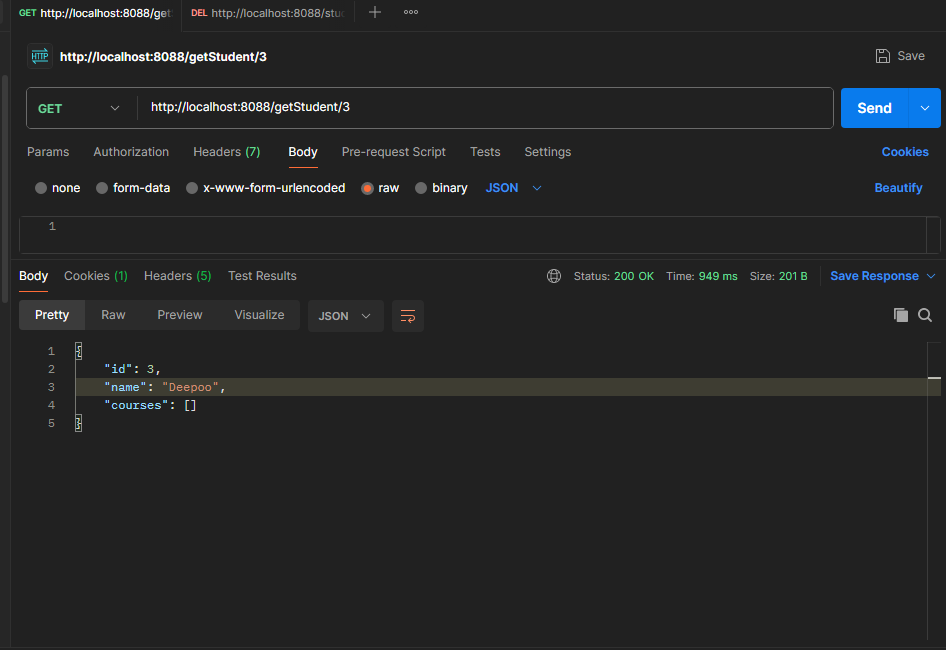 GET http://localhost:8088/get DEL http://localhost:8088/stu
HTTP http://localhost:8088/getStudent/3 Save
GET http://localhost:8088/getStudent/3 Send
Params Authorization Headers (7) Body Pre-request Script Tests Settings Cookies
none form-data x-www-form-urlencoded raw binary JSON Beautify
1
Body Cookies (1) Headers (5) Test Results Status: 200 OK Time: 949 ms Size: 201 B Save Response
Pretty Raw Preview Visualize JSON
1 {
2 "id": 3,
3 "name": "Deepoo",
4 "courses": []
5 }